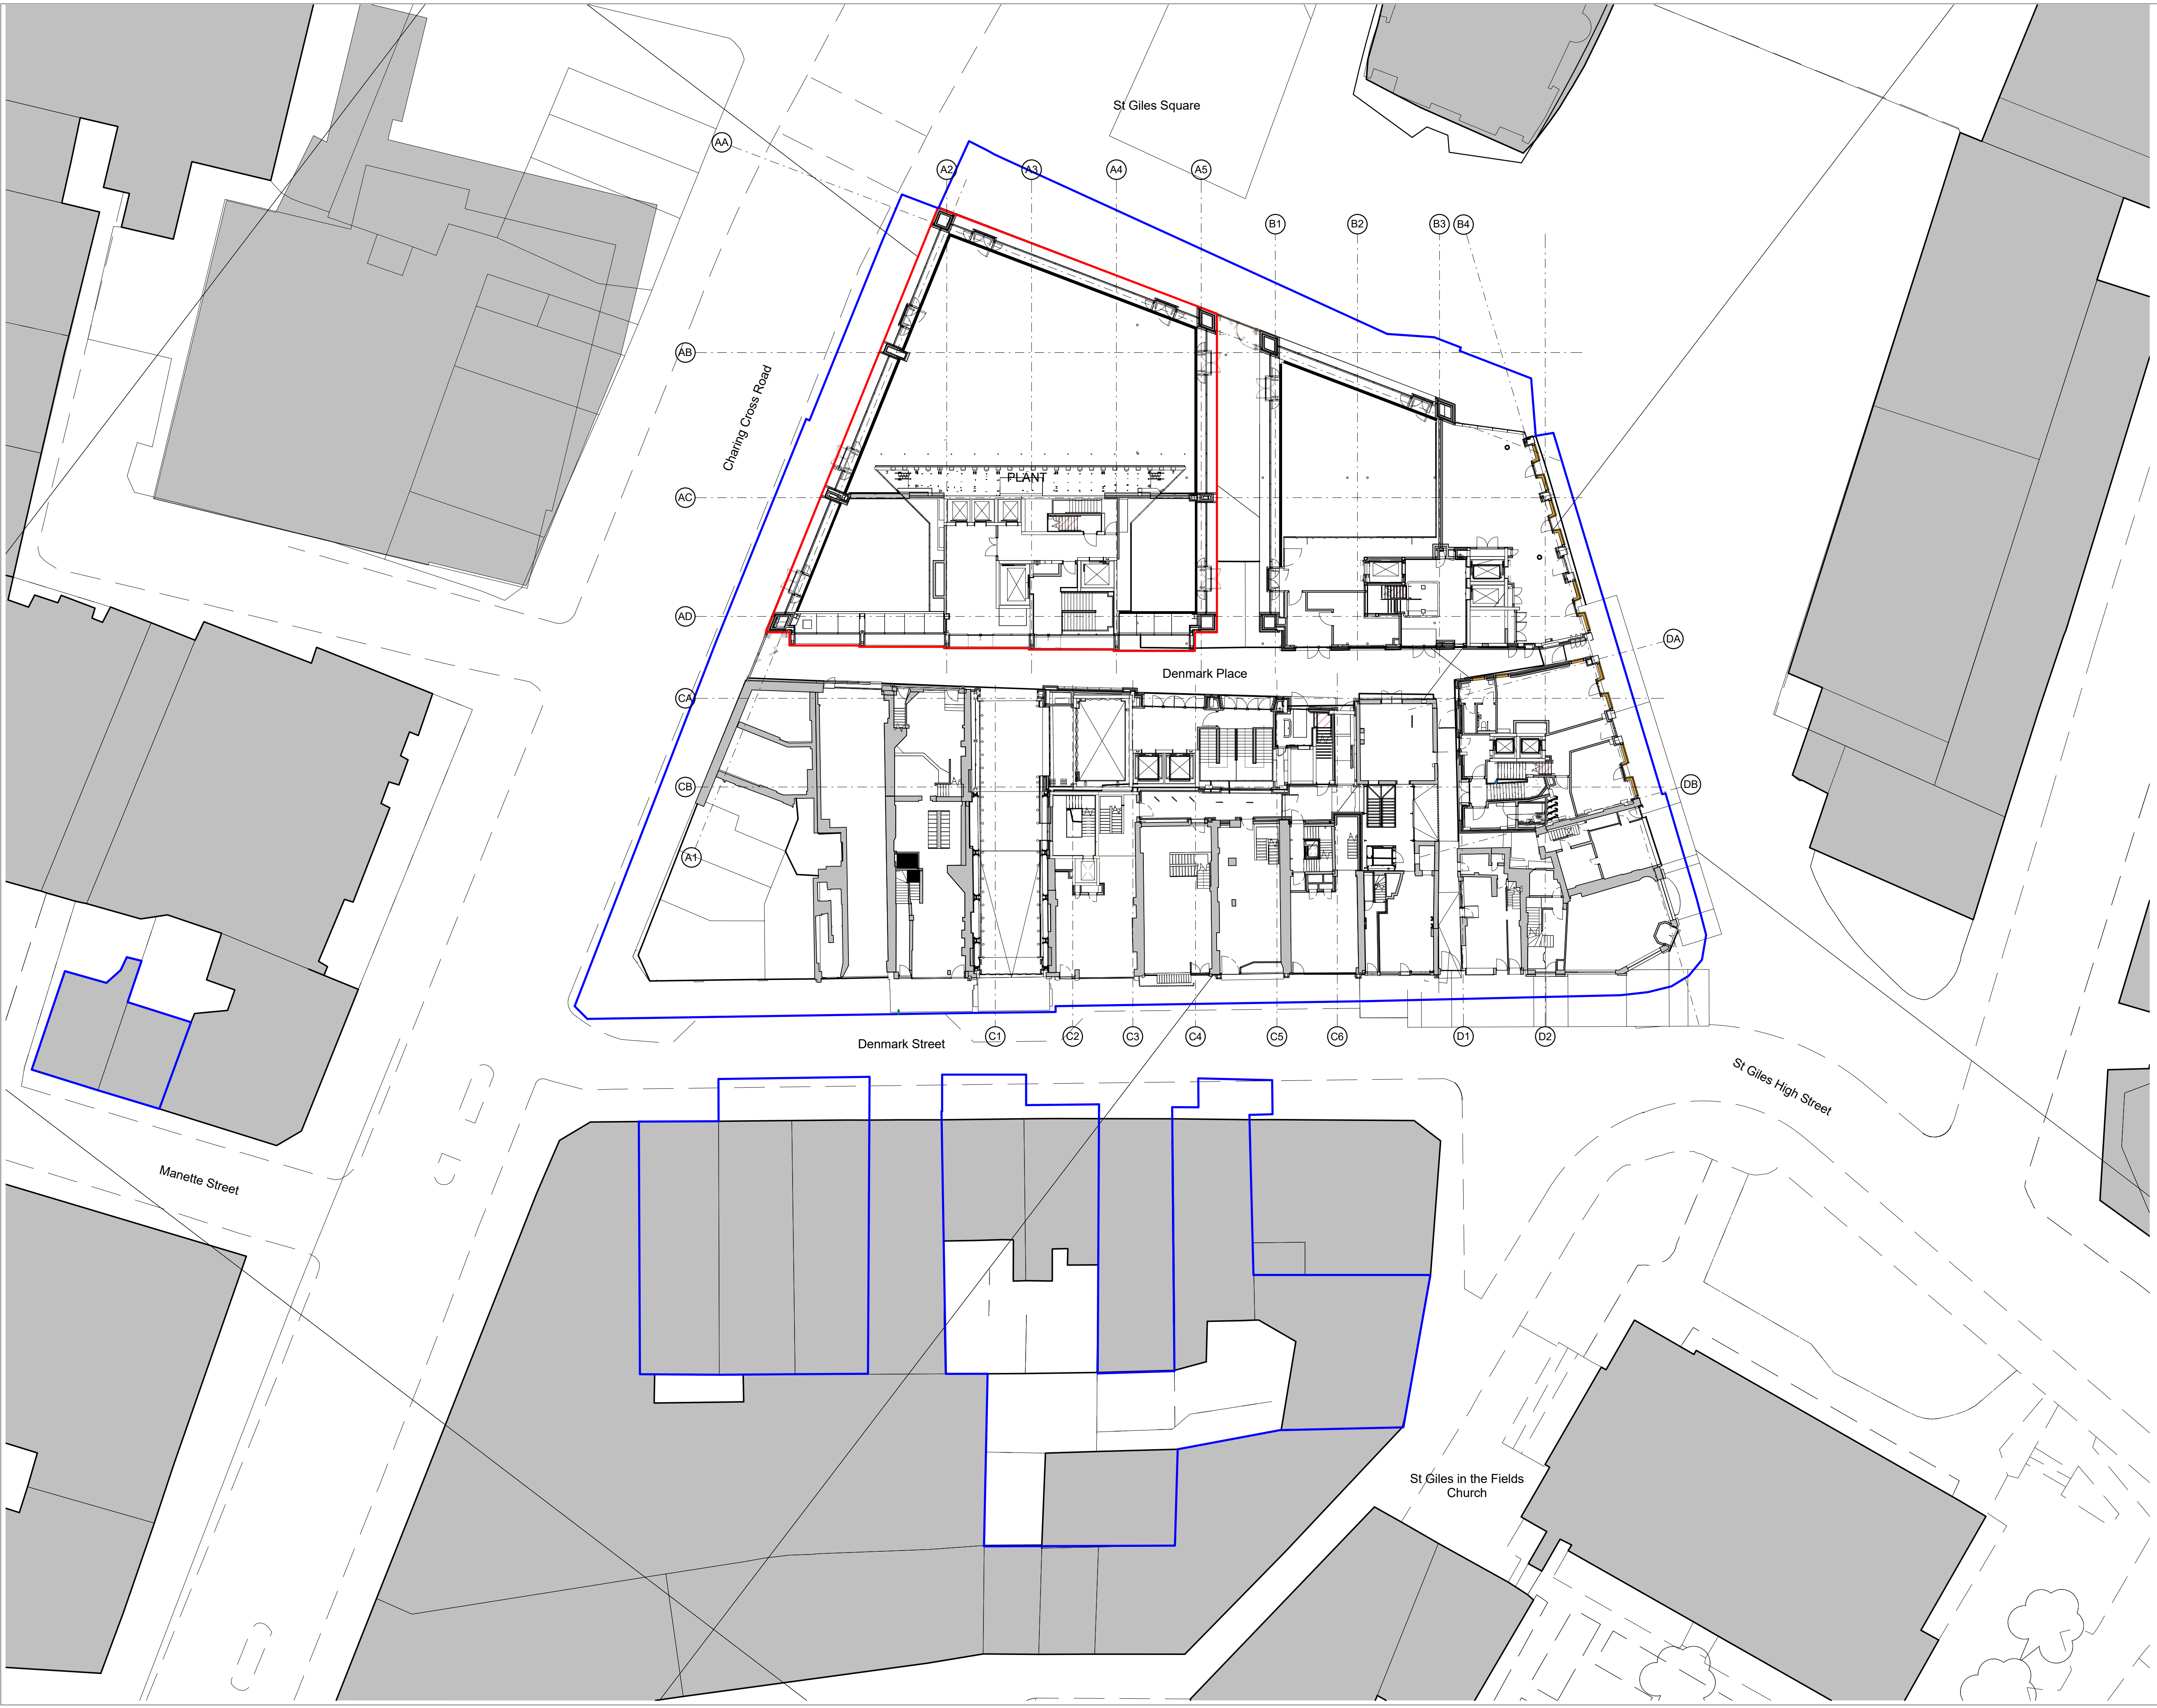 St Giles Square
AA
A2
A3
A4
A5
B1
B2
B3
B4
AB
Charing Cross Road
PLANT
AC
AD
DA
Denmark Place
CA
CB
DB
A1
Denmark Street
C1
C2
C3
C4
C5
C6
D1
D2
St Giles High Street
Manette Street
St Giles in the Fields
Church